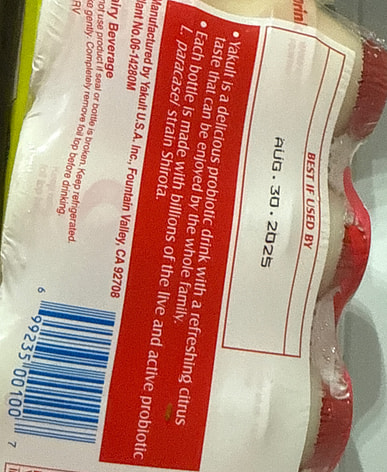 BEST IF USED BY
AUG.30.2025
• Yakult is a delicious probiotic drink with a refreshing citrus
taste that can be enjoyed by the whole family.
• Each bottle is made with billions of the live and active probiotic
L. paracasei strain Shirota.
Manufactured by Yakult U.S.A. Inc., Fountain Valley, CA 92708
Plant No.06-14280M
Beverage
not use product if seal or bottle is broken. Keep refrigerated.
gently. Completely remove foil top before drinking.
6 99235 00100 7